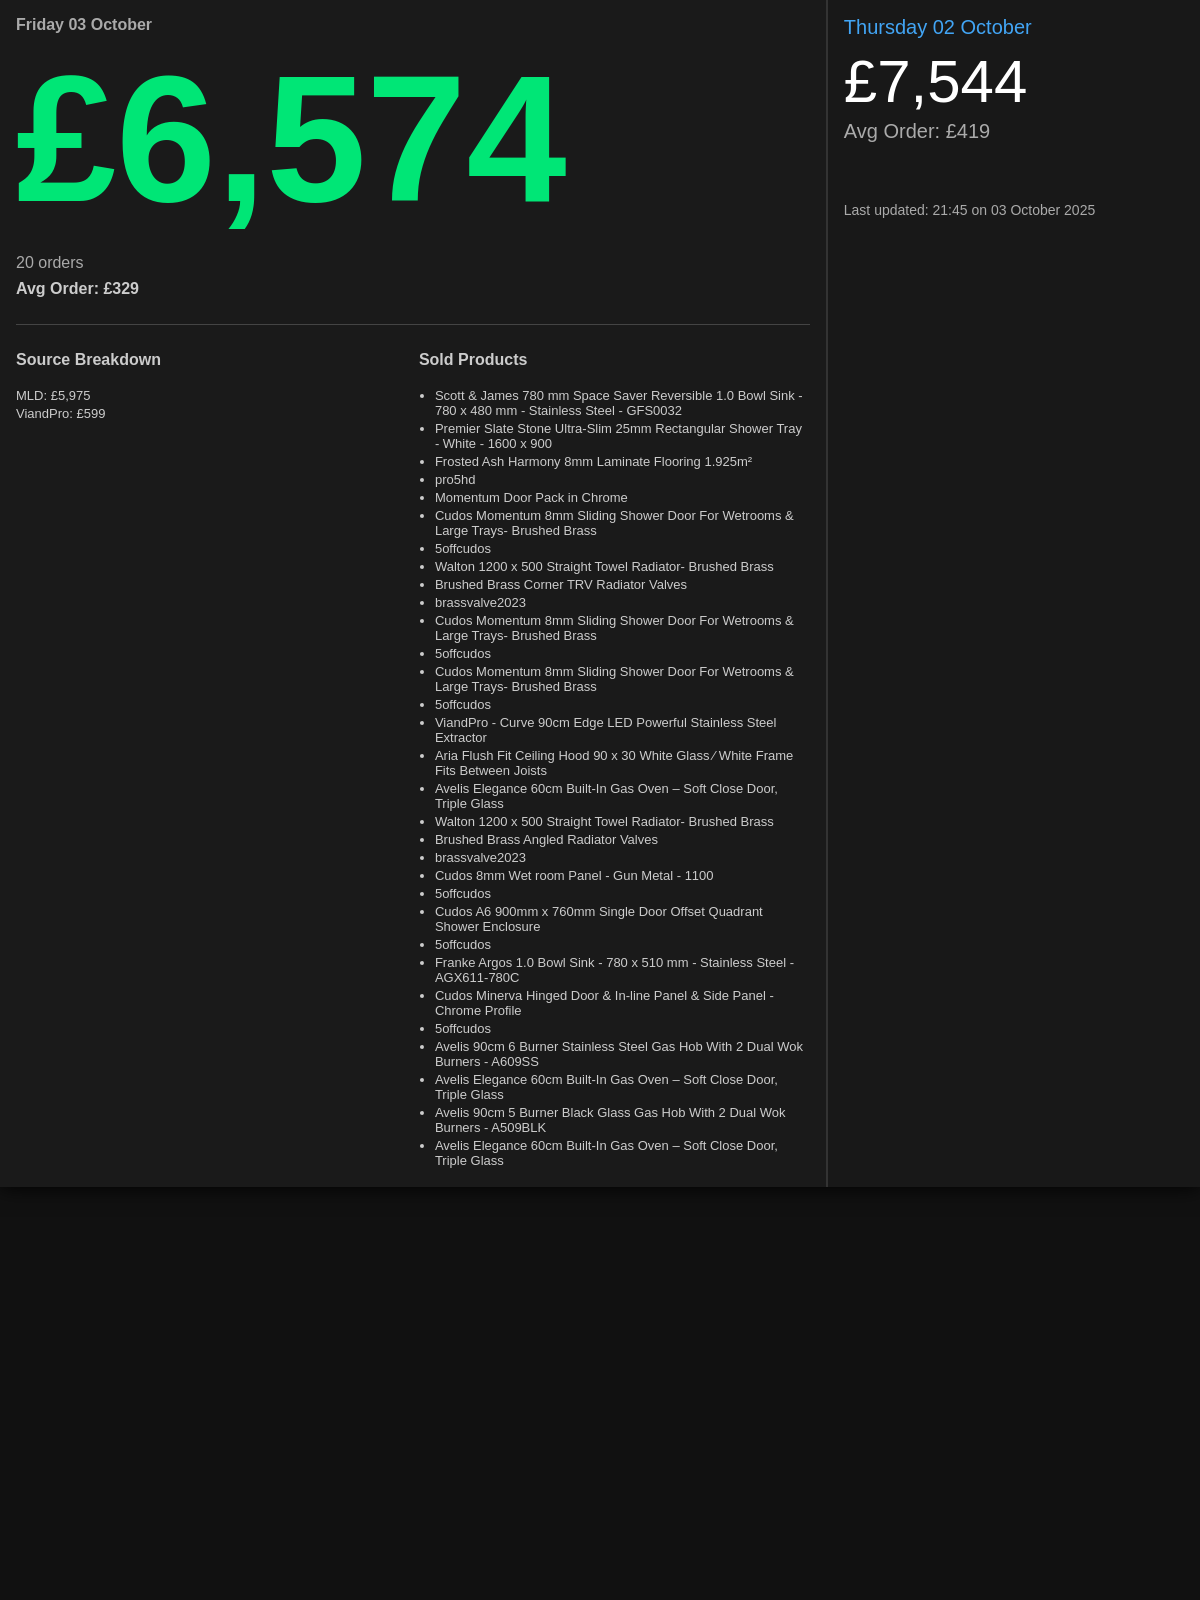 Friday 03 October
£6,574
20 orders
Avg Order: £329
Source Breakdown
MLD: £5,975
ViandPro: £599
Sold Products
• Scott & James 780 mm Space Saver Reversible 1.0 Bowl Sink -
780 x 480 mm - Stainless Steel - GFS0032
• Premier Slate Stone Ultra-Slim 25mm Rectangular Shower Tray
- White - 1600 x 900
• Frosted Ash Harmony 8mm Laminate Flooring 1.925m²
• pro5hd
• Momentum Door Pack in Chrome
• Cudos Momentum 8mm Sliding Shower Door For Wetrooms &
Large Trays- Brushed Brass
• 5offcudos
• Walton 1200 x 500 Straight Towel Radiator- Brushed Brass
• Brushed Brass Corner TRV Radiator Valves
• brassvalve2023
• Cudos Momentum 8mm Sliding Shower Door For Wetrooms &
Large Trays- Brushed Brass
• 5offcudos
• Cudos Momentum 8mm Sliding Shower Door For Wetrooms &
Large Trays- Brushed Brass
• 5offcudos
• ViandPro - Curve 90cm Edge LED Powerful Stainless Steel
Extractor
• Aria Flush Fit Ceiling Hood 90 x 30 White Glass ⁄ White Frame
Fits Between Joists
• Avelis Elegance 60cm Built-In Gas Oven – Soft Close Door,
Triple Glass
• Walton 1200 x 500 Straight Towel Radiator- Brushed Brass
• Brushed Brass Angled Radiator Valves
• brassvalve2023
• Cudos 8mm Wet room Panel - Gun Metal - 1100
• 5offcudos
• Cudos A6 900mm x 760mm Single Door Offset Quadrant
Shower Enclosure
• 5offcudos
• Franke Argos 1.0 Bowl Sink - 780 x 510 mm - Stainless Steel -
AGX611-780C
• Cudos Minerva Hinged Door & In-line Panel & Side Panel -
Chrome Profile
• 5offcudos
• Avelis 90cm 6 Burner Stainless Steel Gas Hob With 2 Dual Wok
Burners - A609SS
• Avelis Elegance 60cm Built-In Gas Oven – Soft Close Door,
Triple Glass
• Avelis 90cm 5 Burner Black Glass Gas Hob With 2 Dual Wok
Burners - A509BLK
• Avelis Elegance 60cm Built-In Gas Oven – Soft Close Door,
Triple Glass
Thursday 02 October
£7,544
Avg Order: £419
Last updated: 21:45 on 03 October 2025